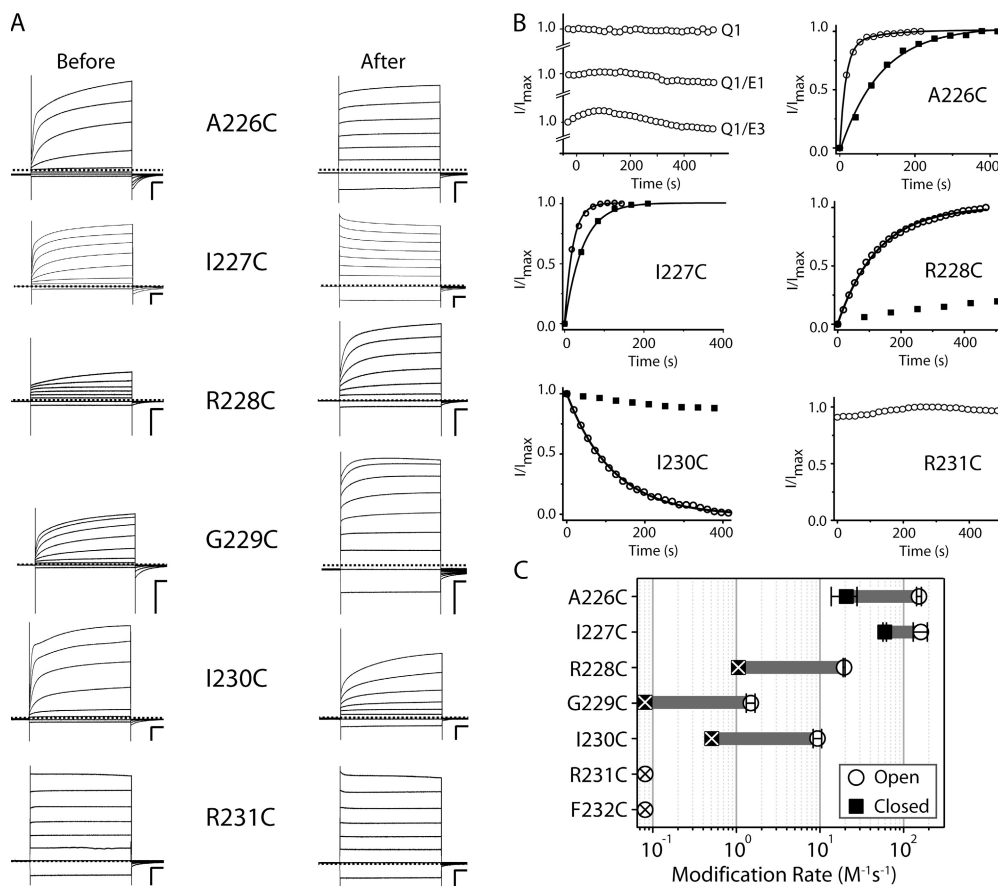 A
Before
After
A226C
I227C
R228C
G229C
I230C
R231C
B
1.0
Q1
1.0
Q1/E1
1.0
Q1/E3
I/Imax
0 200 400
Time (s)
1.0
0.5
0.0
I/Imax
A226C
0 200 400
Time (s)
1.0
0.5
0.0
I/Imax
I227C
0 200 400
Time (s)
1.0
0.5
0.0
I/Imax
R228C
0 200 400
Time (s)
1.0
0.5
0.0
I/Imax
I230C
0 200 400
Time (s)
1.0
0.5
0.0
I/Imax
R231C
0 200 400
Time (s)
C
A226C
I227C
R228C
G229C
I230C
R231C
F232C
Open
Closed
10⁻¹ 10⁰ 10¹ 10²
Modification Rate (M⁻¹s⁻¹)